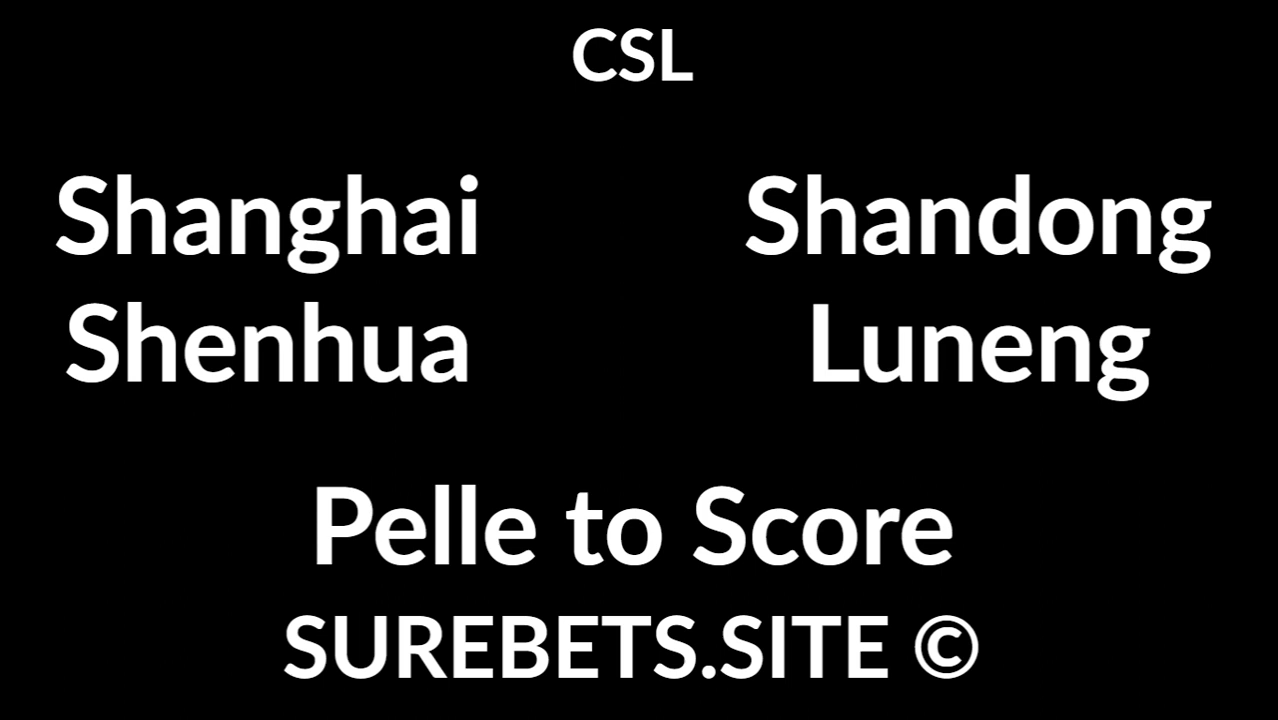 CSL
Shanghai Shandong
Shenhua Luneng
Pelle to Score
SUREBETS.SITE ©